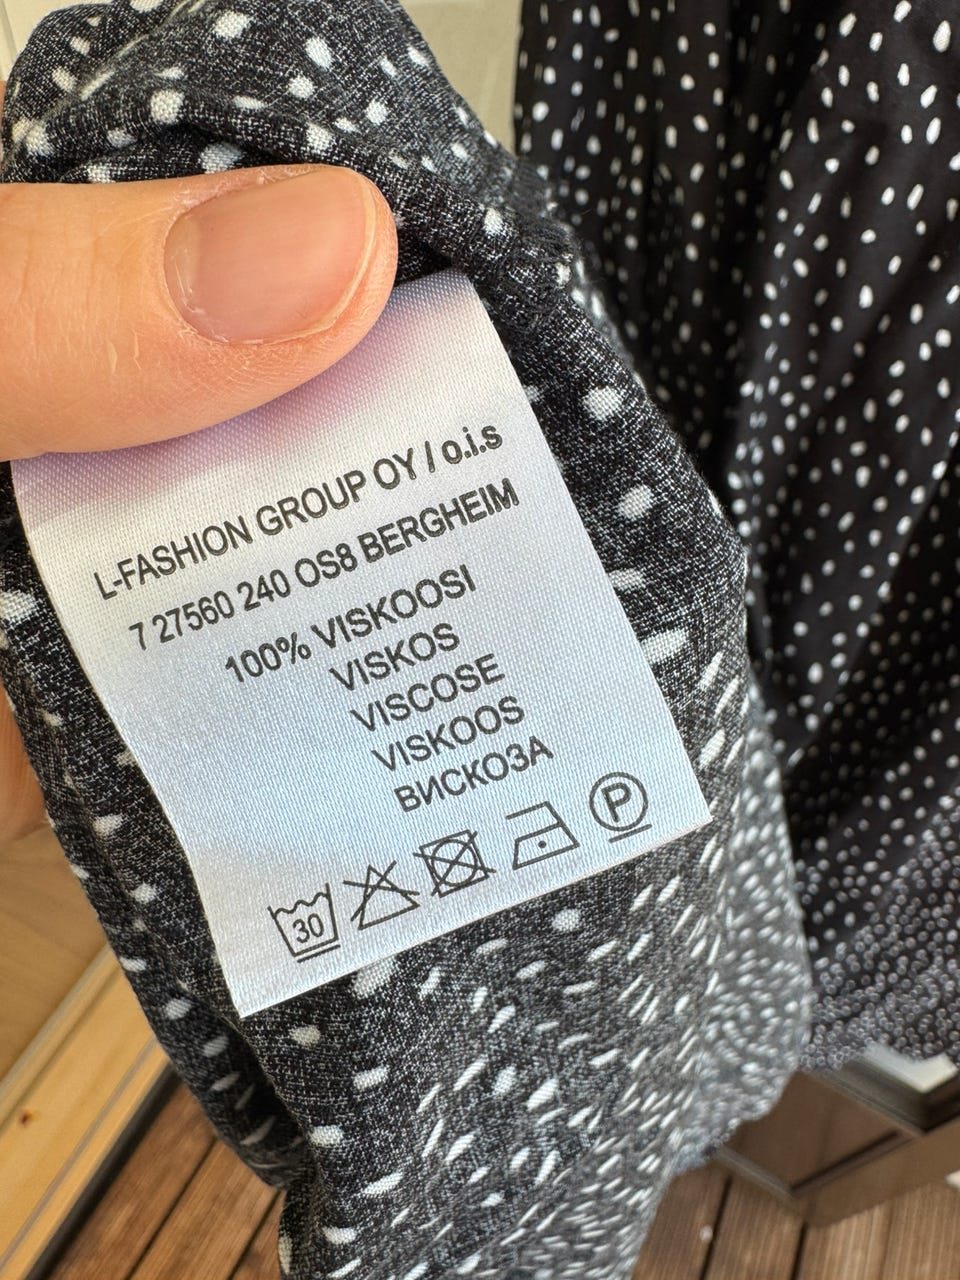 L-FASHION GROUP OY / o.i.s
7 27560 240 OS8 BERGHEIM
100% VISKOOSI
VISKOS
VISCOSE
VISKOOS
ВИСКОЗА
30 P